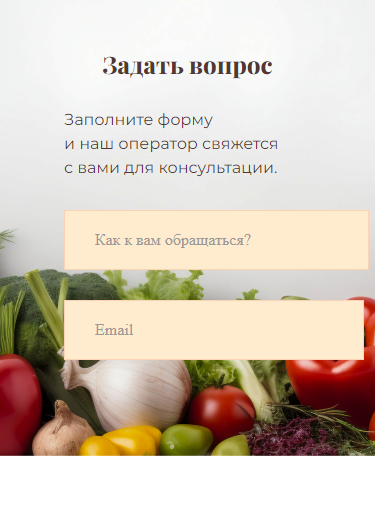 Задать вопрос
Заполните форму
и наш оператор свяжется
с вами для консультации.
Как к вам обращаться?
Email